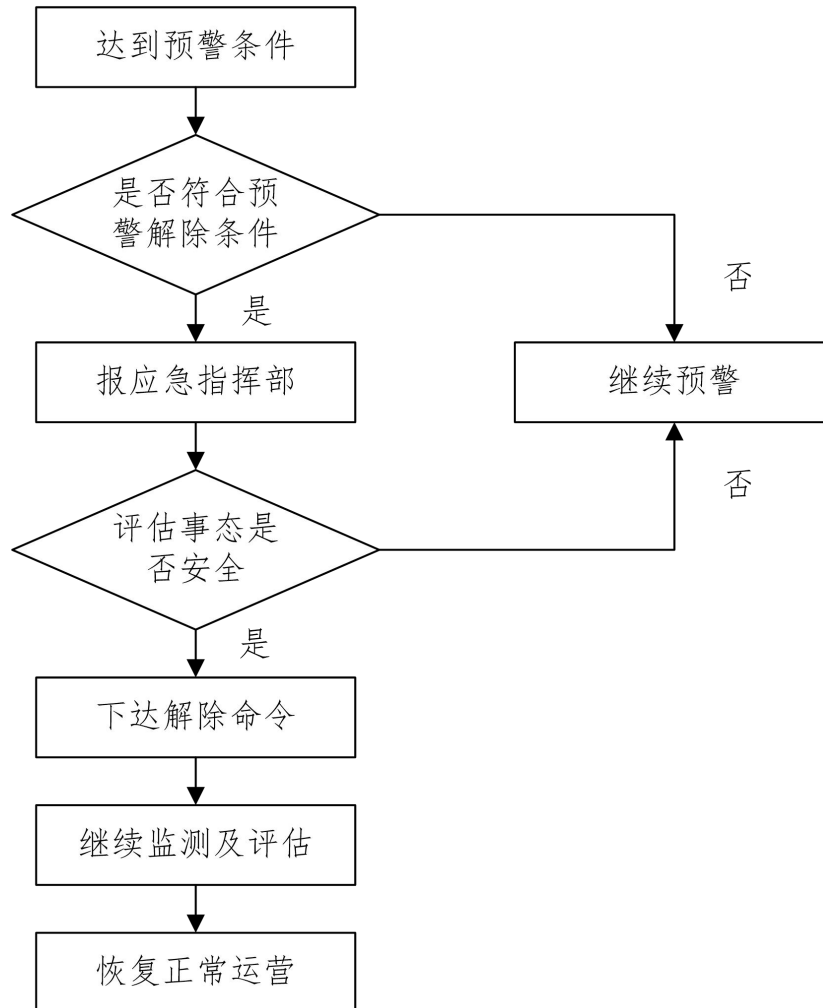 达到预警条件
是否符合预
警解除条件
否
是
报应急指挥部
继续预警
否
评估事态是
否安全
是
下达解除命令
继续监测及评估
恢复正常运营